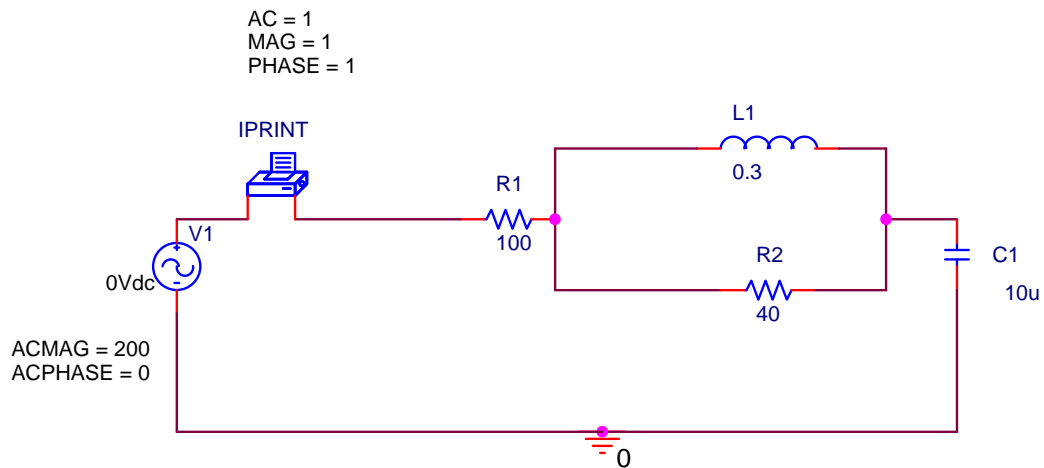 AC = 1
MAG = 1
PHASE = 1
IPRINT
L1
0.3
R1
100
V1
0Vdc
R2
40
C1
10u
ACMAG = 200
ACPHASE = 0
0